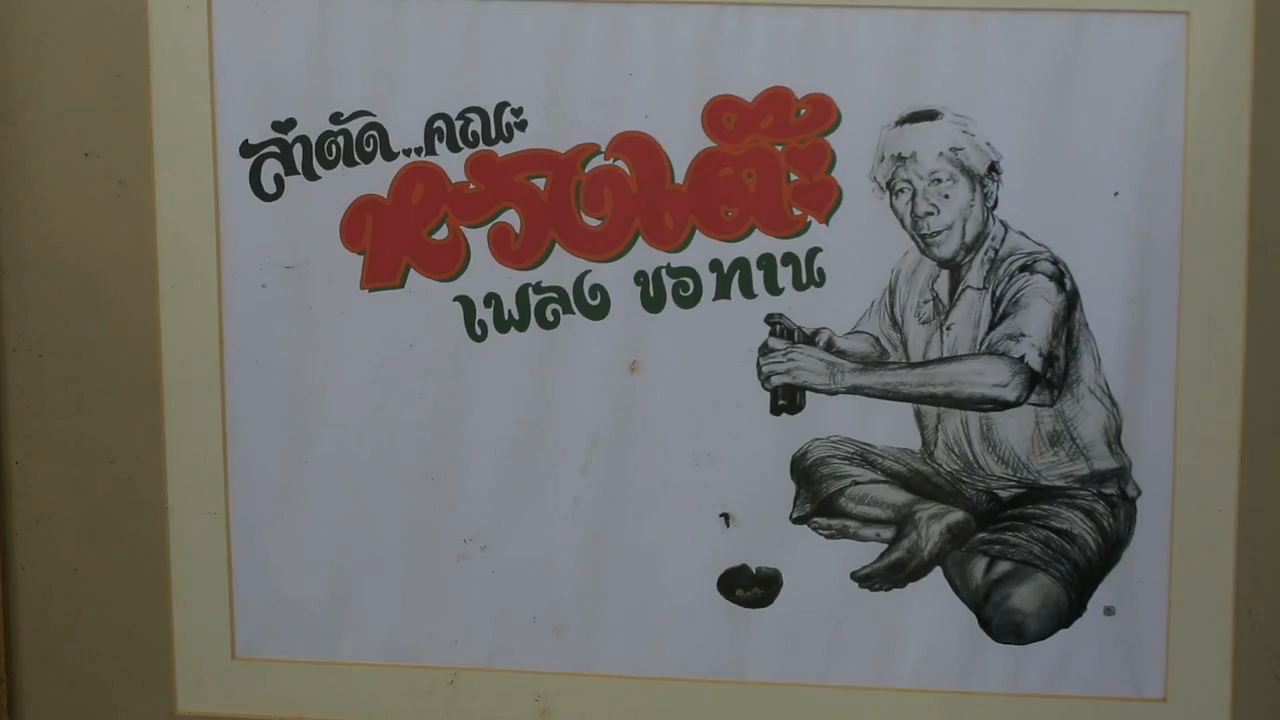 ลำตัด..คณะ
หวังเต๊ะ
เพลง ขอทาน